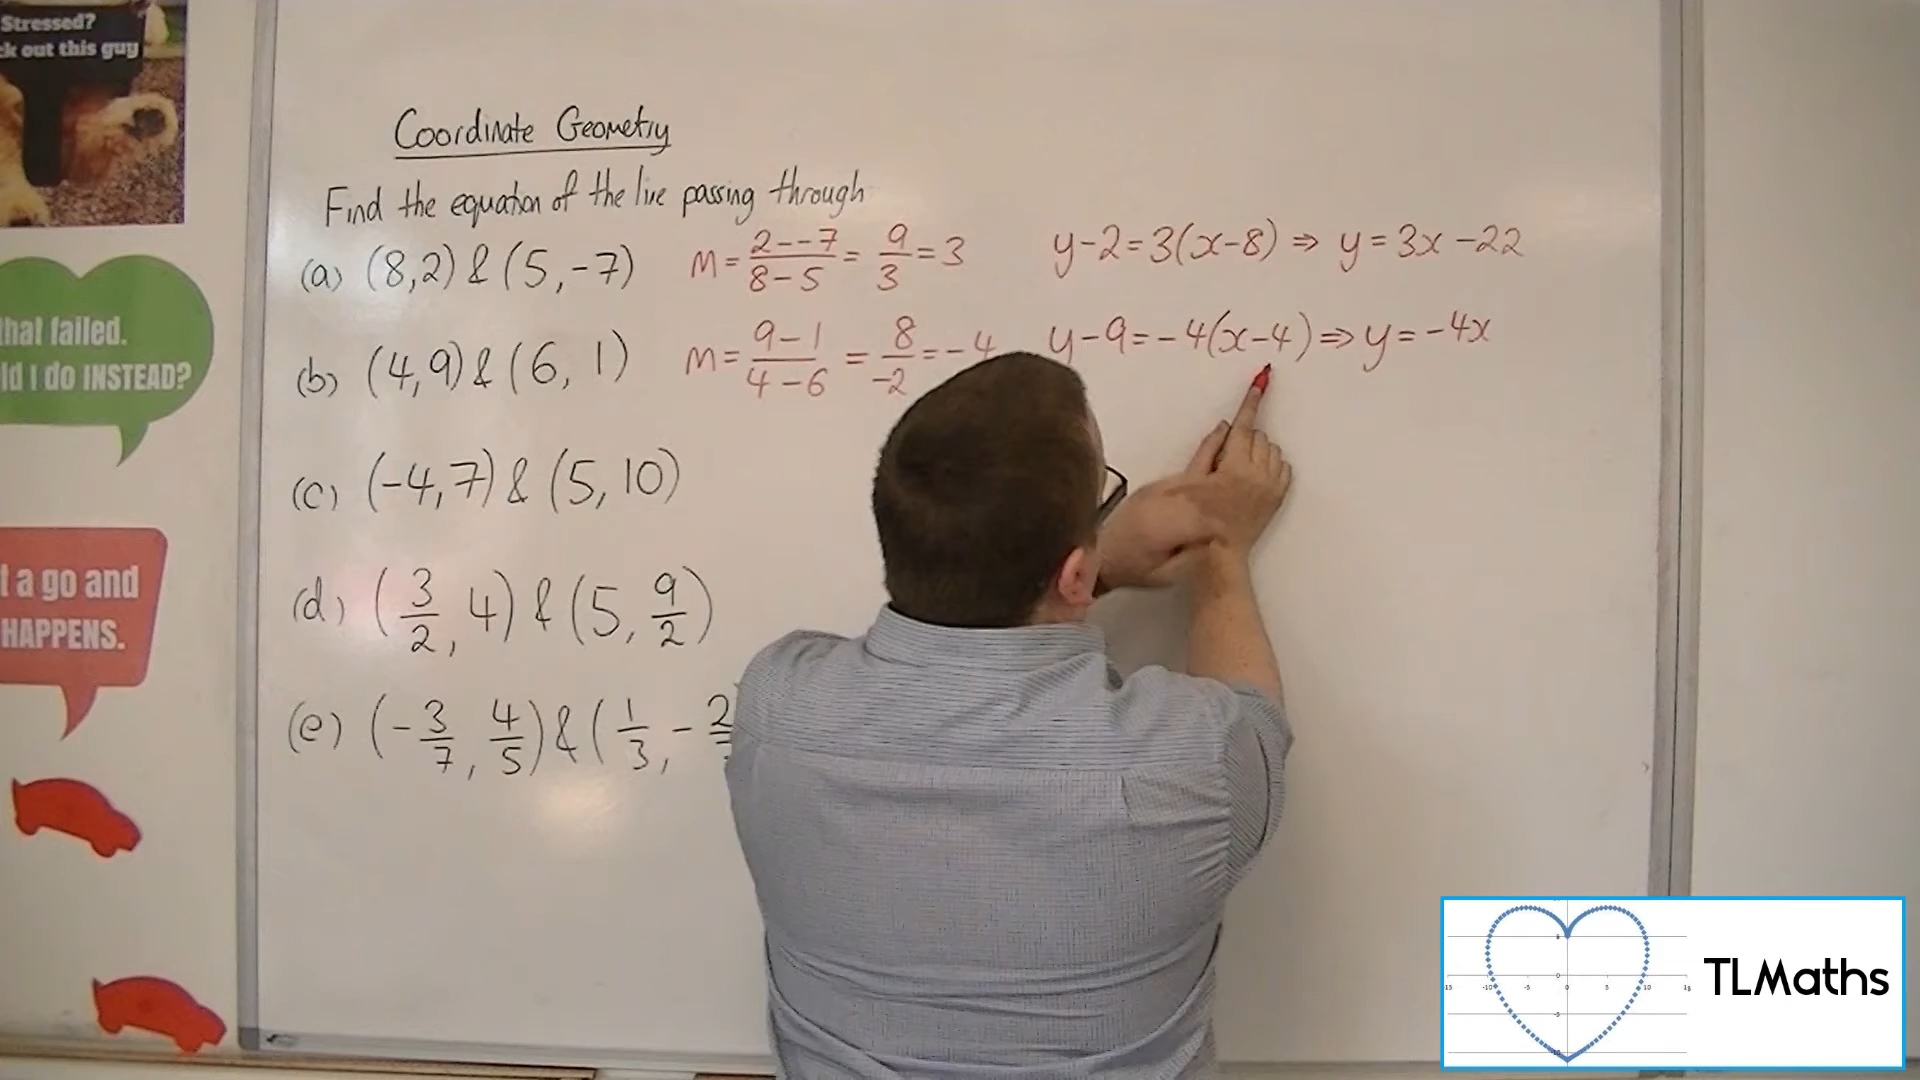 Stressed?
ck out this guy
that failed.
ld I do INSTEAD?
t a go and
HAPPENS.
Coordinate Geometry
Find the equation of the line passing through
(a) (8,2) & (5,-7) m = 2--7/8-5 = 9/3 = 3 y-2=3(x-8) ⇒ y=3x-22
(b) (4,9) & (6, 1) m = 9-1/4-6 = 8/-2 = -4 y-9=-4(x-4) ⇒ y=-4x
(c) (-4,7) & (5, 10)
(d) (3/2, 4) & (5, 9/2)
(e) (-3/7, 4/5) & (1/3, -2
TLMaths